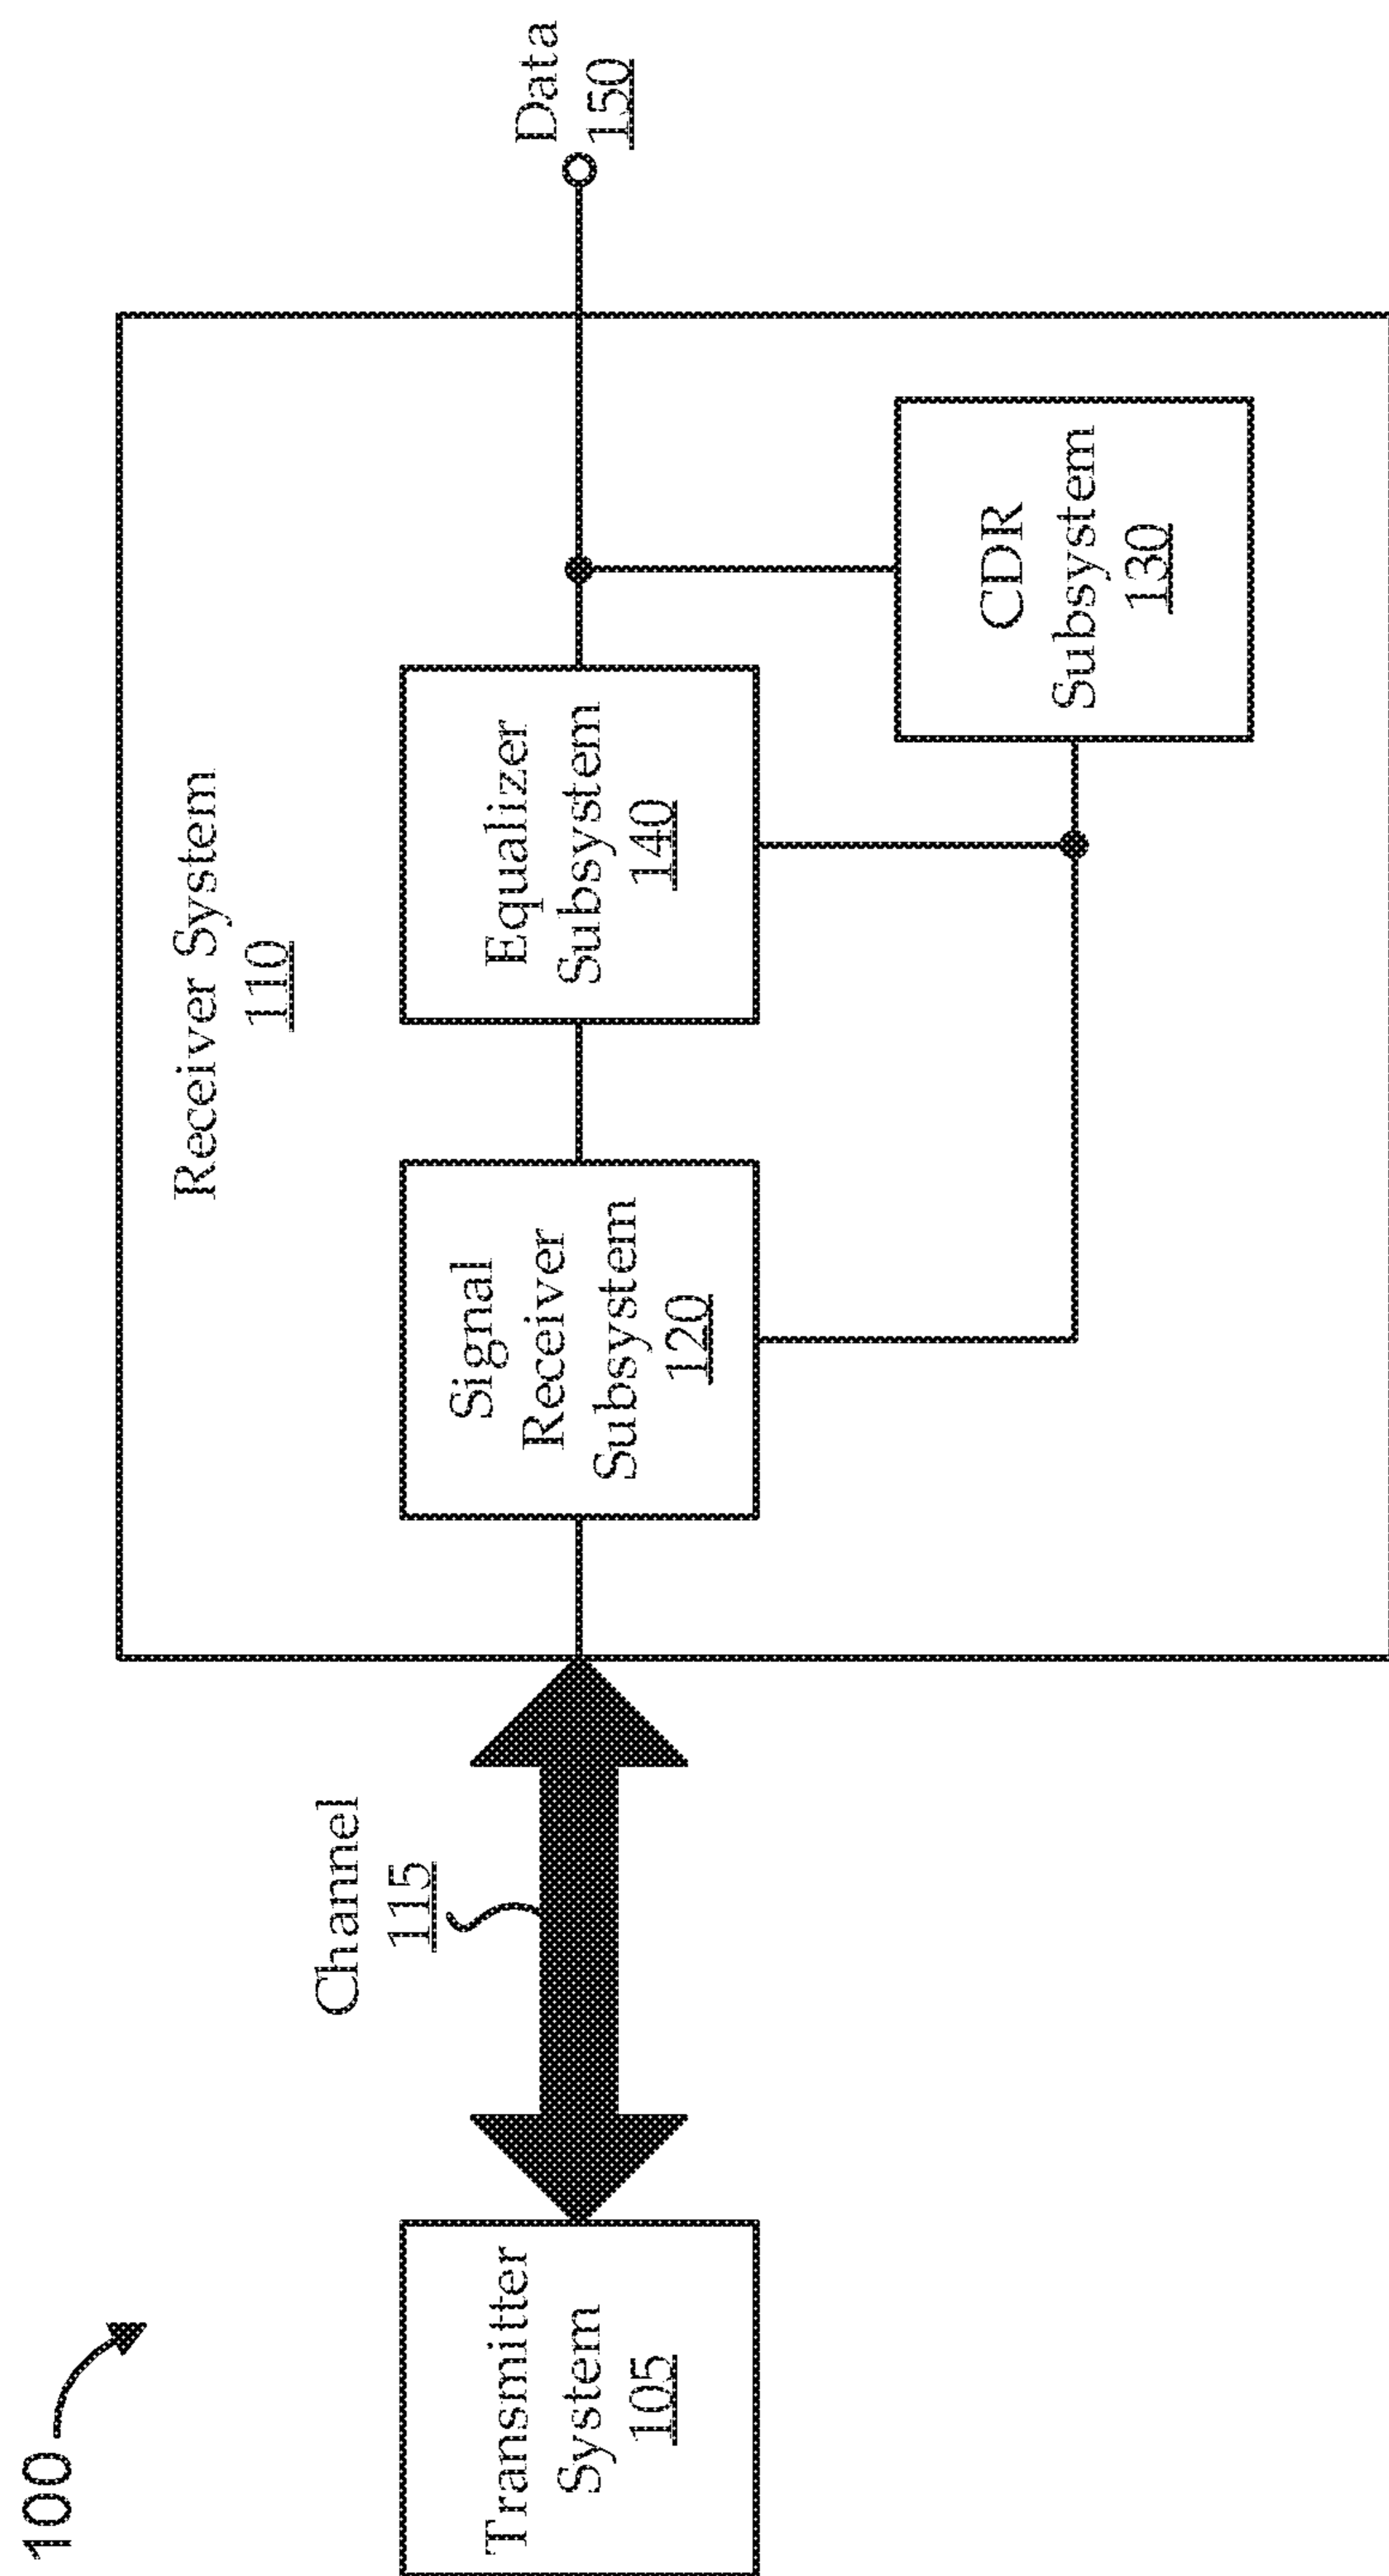 100
Transmitter
System
105
Channel
115
Receiver System
110
Signal
Receiver
Subsystem
120
Equalizer
Subsystem
140
CDR
Subsystem
130
Data
150